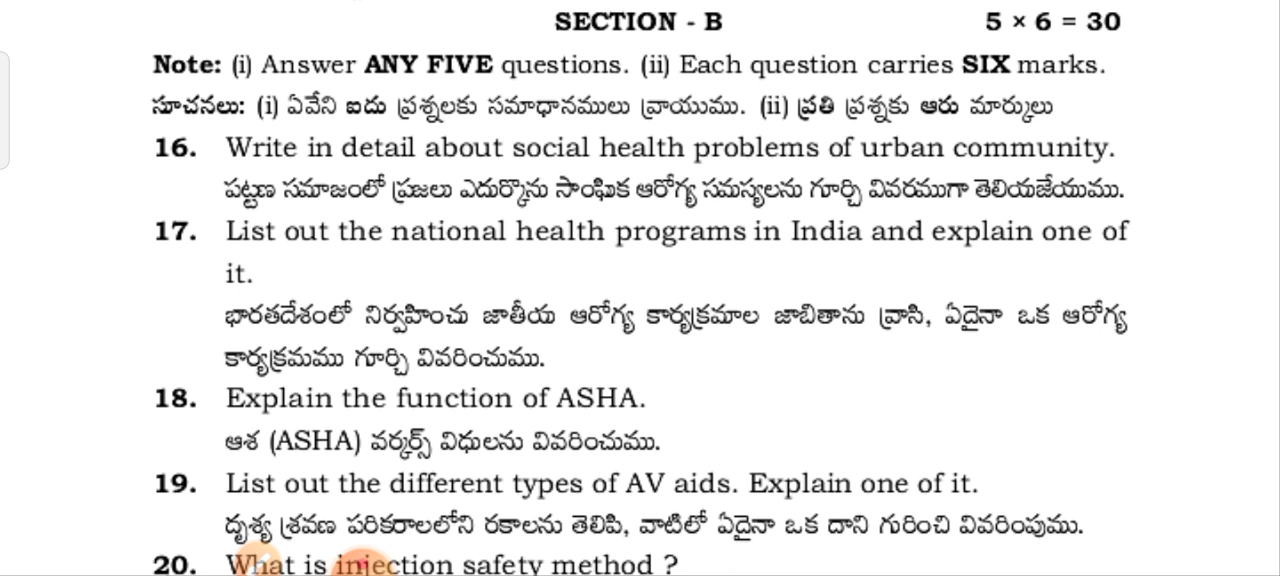 SECTION - B 5 × 6 = 30
Note: (i) Answer ANY FIVE questions. (ii) Each question carries SIX marks.
సూచనలు: (i) ఏవేని ఐదు ప్రశ్నలకు సమాధానములు వ్రాయుము. (ii) ప్రతి ప్రశ్నకు ఆరు మార్కులు
16. Write in detail about social health problems of urban community.
పట్టణ సమాజంలో ప్రజలు ఎదుర్కొను సాంఘిక ఆరోగ్య సమస్యలను గూర్చి వివరముగా తెలియజేయుము.
17. List out the national health programs in India and explain one of
it.
భారతదేశంలో నిర్వహించు జాతీయ ఆరోగ్య కార్యక్రమాల జాబితాను వ్రాసి, ఏదైనా ఒక ఆరోగ్య
కార్యక్రమము గూర్చి వివరించుము.
18. Explain the function of ASHA.
ఆశ (ASHA) వర్కర్స్ విధులను వివరించుము.
19. List out the different types of AV aids. Explain one of it.
దృశ్య శ్రవణ పరికరాలలోని రకాలను తెలిపి, వాటిలో ఏదైనా ఒక దాని గురించి వివరింపుము.
20. What is injection safety method ?